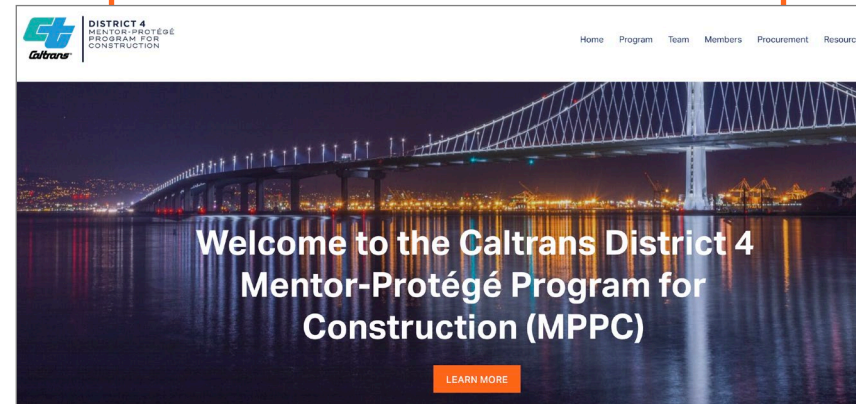 DISTRICT 4
MENTOR-PROTÉGÉ
PROGRAM FOR
CONSTRUCTION
Caltrans
Home Program Team Members Procurement
Welcome to the Caltrans District 4
Mentor-Protégé Program for
Construction (MPPC)
LEARN MORE